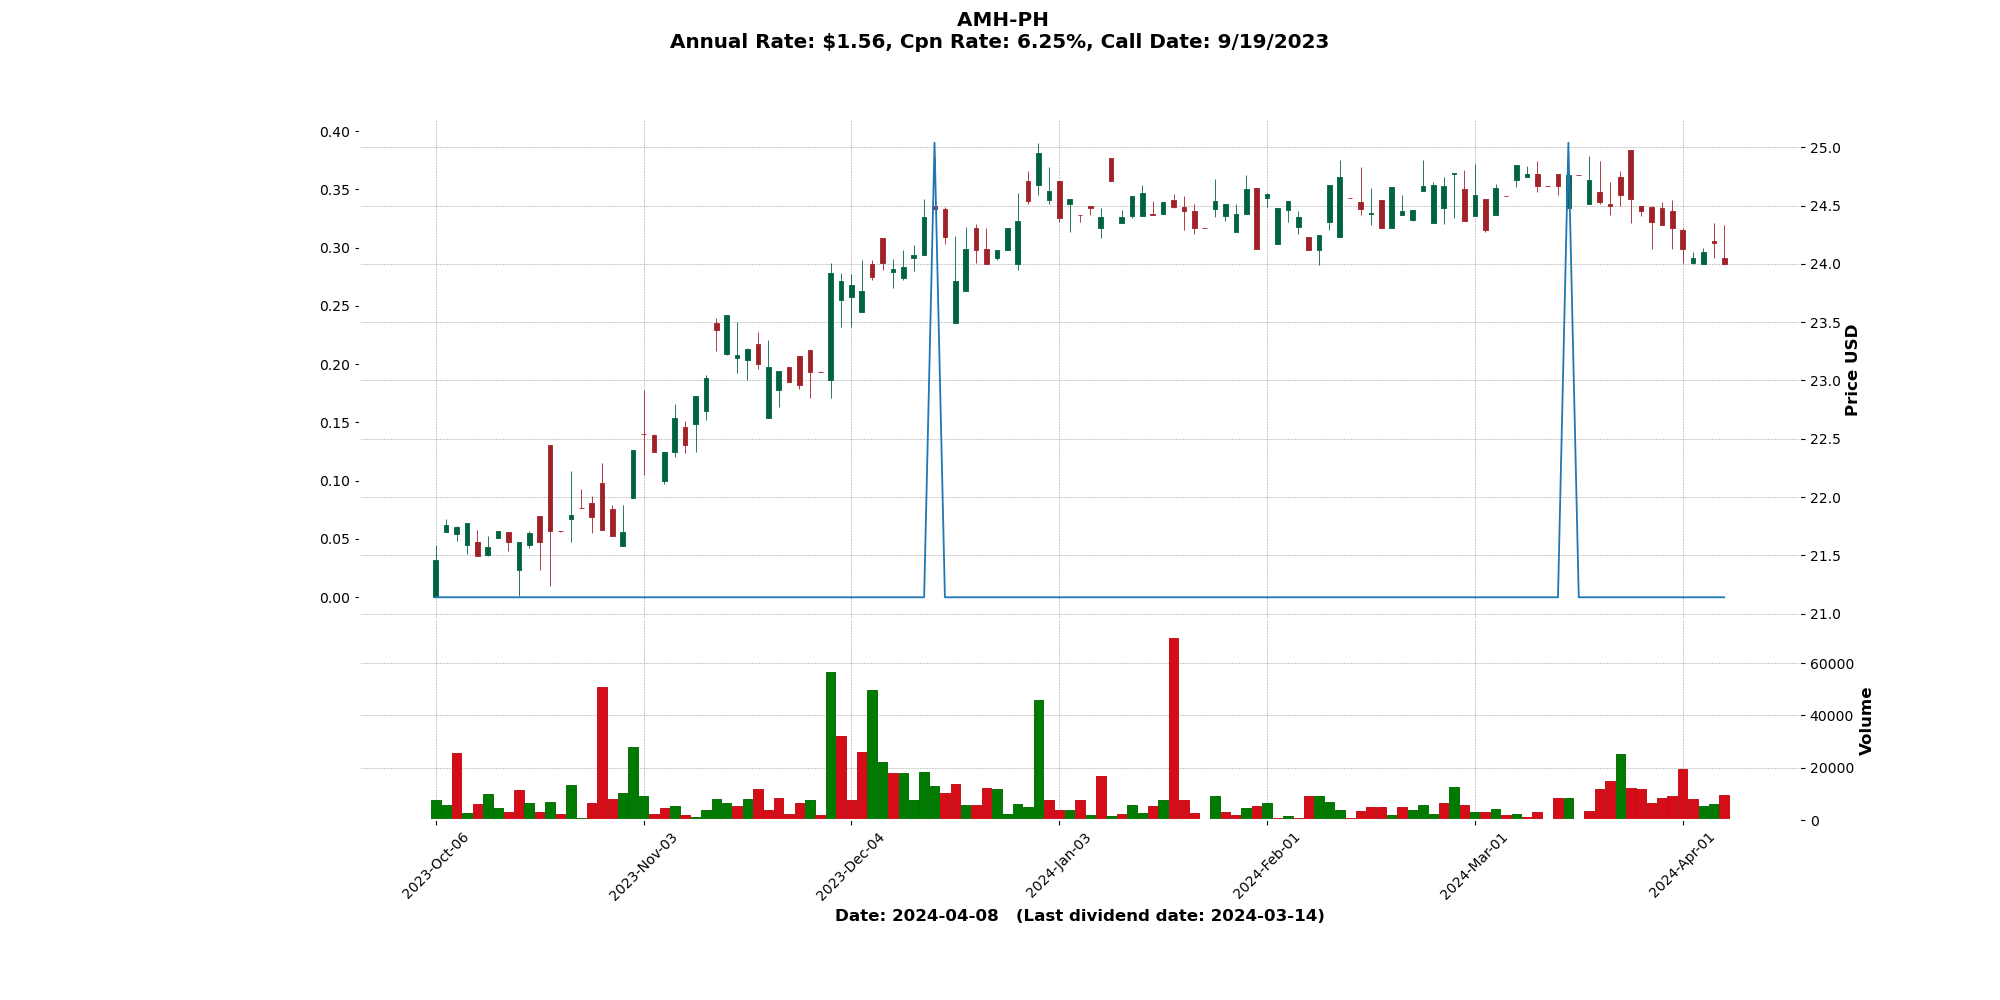 AMH-PH
Annual Rate: $1.56, Cpn Rate: 6.25%, Call Date: 9/19/2023
0.40
0.35
0.30
0.25
0.20
0.15
0.10
0.05
0.00
25.0
24.5
24.0
23.5
23.0
22.5
22.0
21.5
21.0
Price USD
60000
40000
20000
0
Volume
2023-Oct-06
2023-Nov-03
2023-Dec-04
2024-Jan-03
2024-Feb-01
2024-Mar-01
2024-Apr-01
Date: 2024-04-08 (Last dividend date: 2024-03-14)